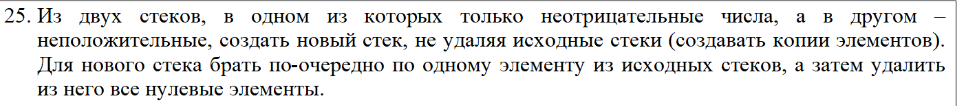 25. Из двух стеков, в одном из которых только неотрицательные числа, а в другом –
неположительные, создать новый стек, не удаляя исходные стеки (создавать копии элементов).
Для нового стека брать по-очередно по одному элементу из исходных стеков, а затем удалить
из него все нулевые элементы.